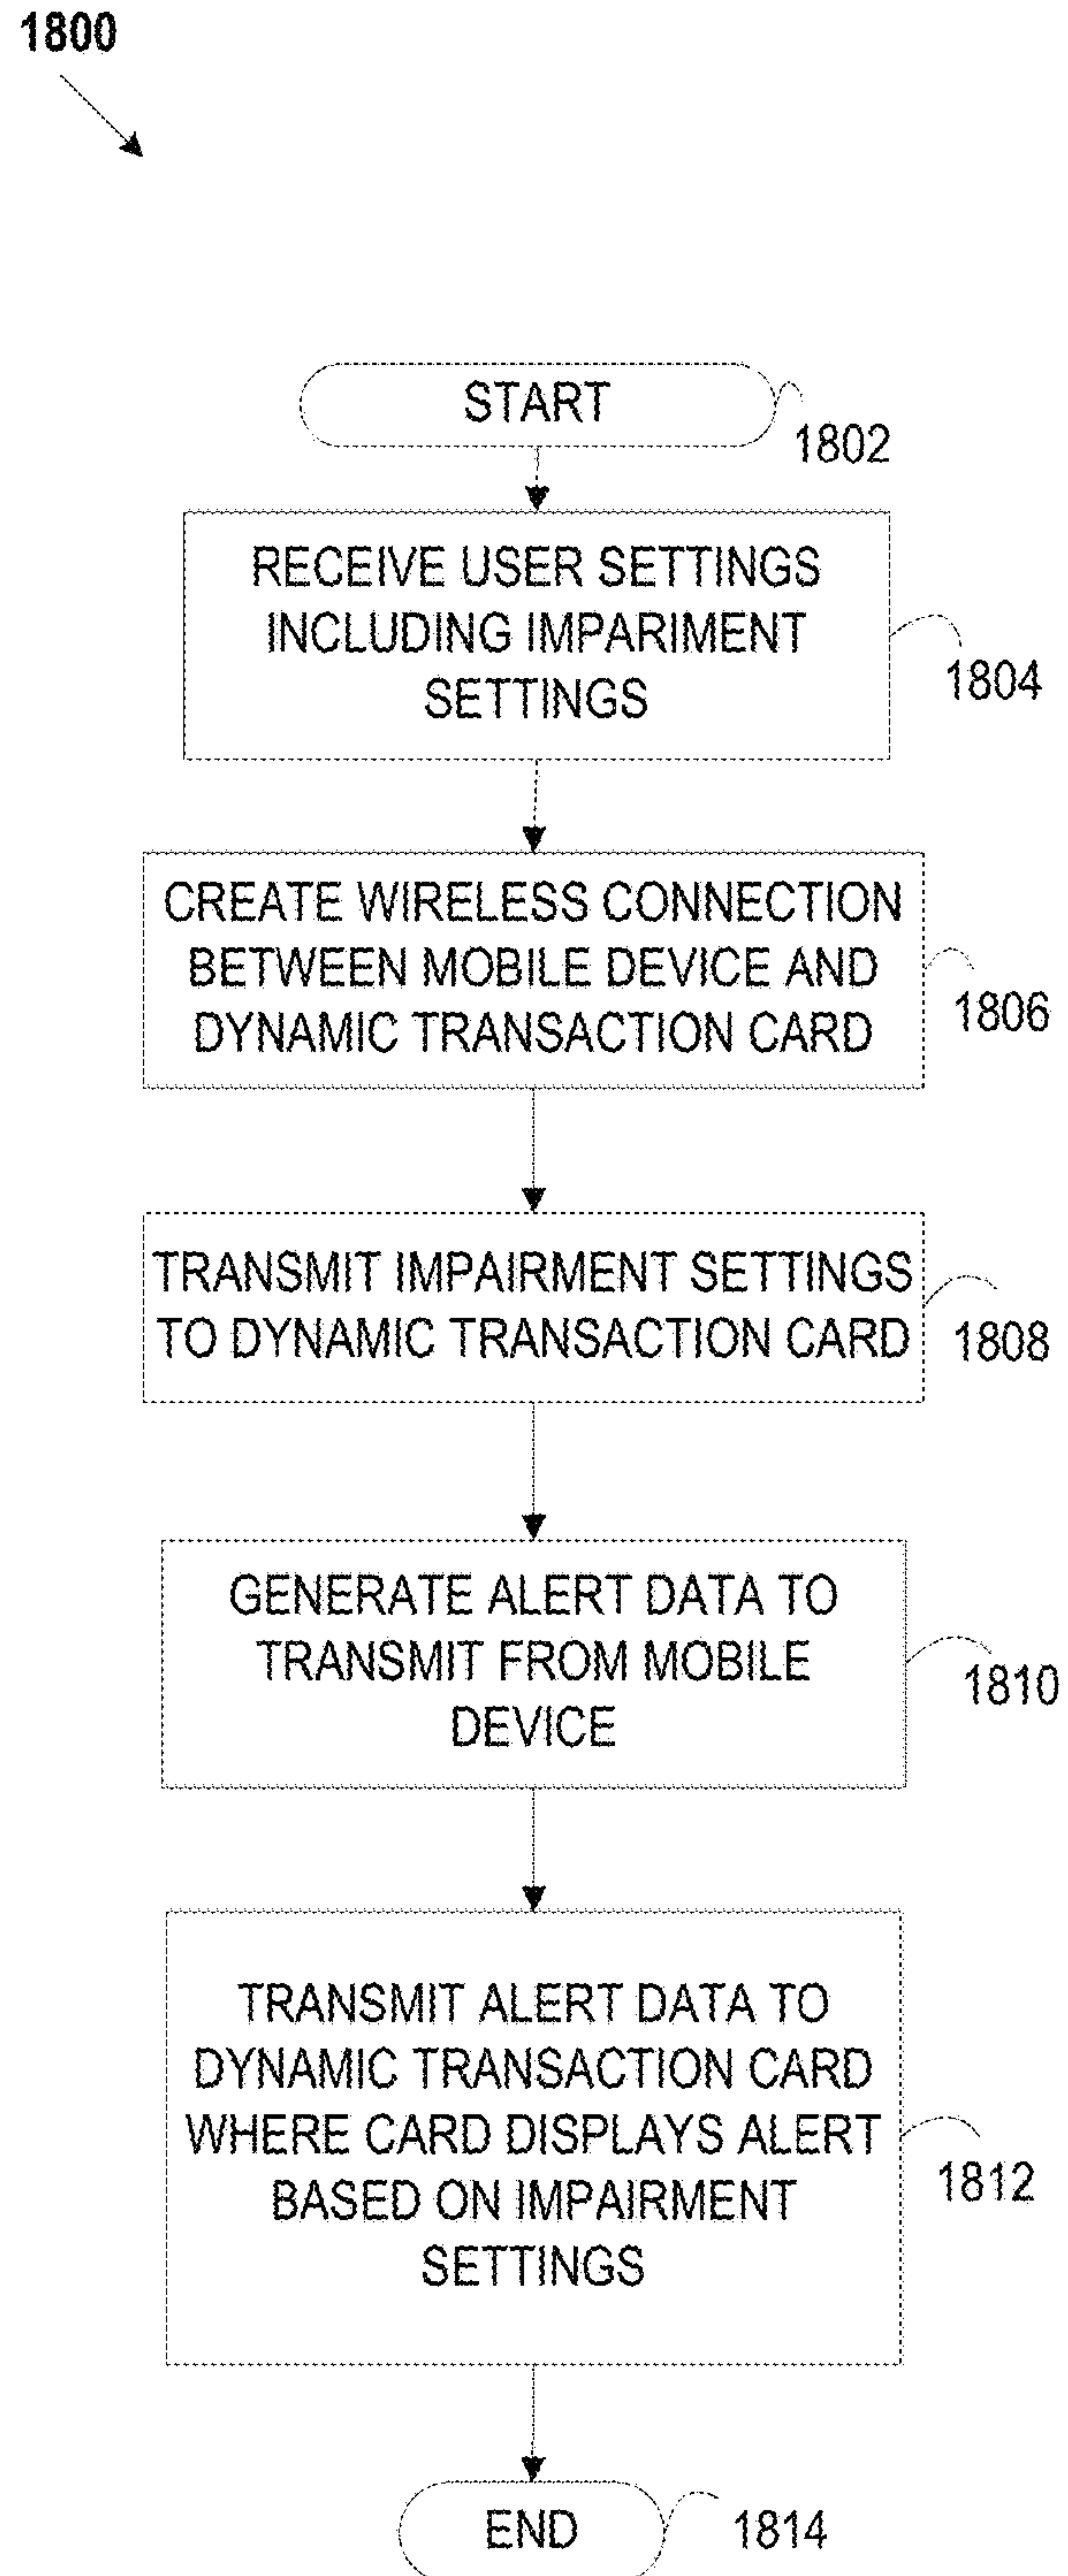 1800
START
1802
RECEIVE USER SETTINGS
INCLUDING IMPARIMENT
SETTINGS
1804
CREATE WIRELESS CONNECTION
BETWEEN MOBILE DEVICE AND
DYNAMIC TRANSACTION CARD
1806
TRANSMIT IMPAIRMENT SETTINGS
TO DYNAMIC TRANSACTION CARD
1808
GENERATE ALERT DATA TO
TRANSMIT FROM MOBILE
DEVICE
1810
TRANSMIT ALERT DATA TO
DYNAMIC TRANSACTION CARD
WHERE CARD DISPLAYS ALERT
BASED ON IMPAIRMENT
SETTINGS
1812
END
1814